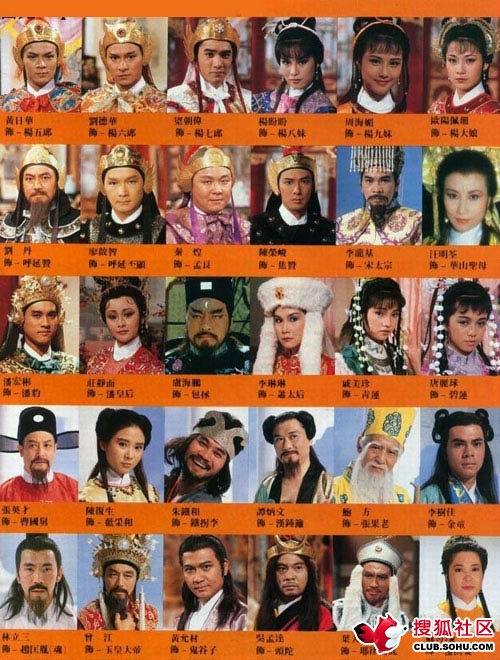 黃日華
飾－楊五郎
劉德華
飾－楊六郎
梁朝偉
飾－楊七郎
楊盼盼
飾－楊八妹
周海媚
飾－楊九妹
歐陽佩珊
飾－楊大娘
劉丹
飾－呼延贊
廖啟智
飾－呼延丕顯
秦煌
飾－孟良
陳榮峻
飾－焦贊
李龍基
飾－宋太宗
汪明荃
飾－華山聖母
潘宏彬
飾－潘豹
莊靜而
飾－潘皇后
盧海鵬
飾－包拯
李琳琳
飾－蕭太后
戚美珍
飾－青蓮
唐麗球
飾－碧蓮
張英才
飾－曹國舅
陳復生
飾－藍采和
朱鐵和
飾－鐵拐李
譚炳文
飾－漢鍾離
鮑方
飾－張果老
李樹佳
飾－金童
林立三
飾－趙匡胤(魂)
曾江
飾－玉皇大帝
黃允材
飾－鬼谷子
吳孟達
飾－頭陀
搜狐社区
CLUB.SOHU.COM